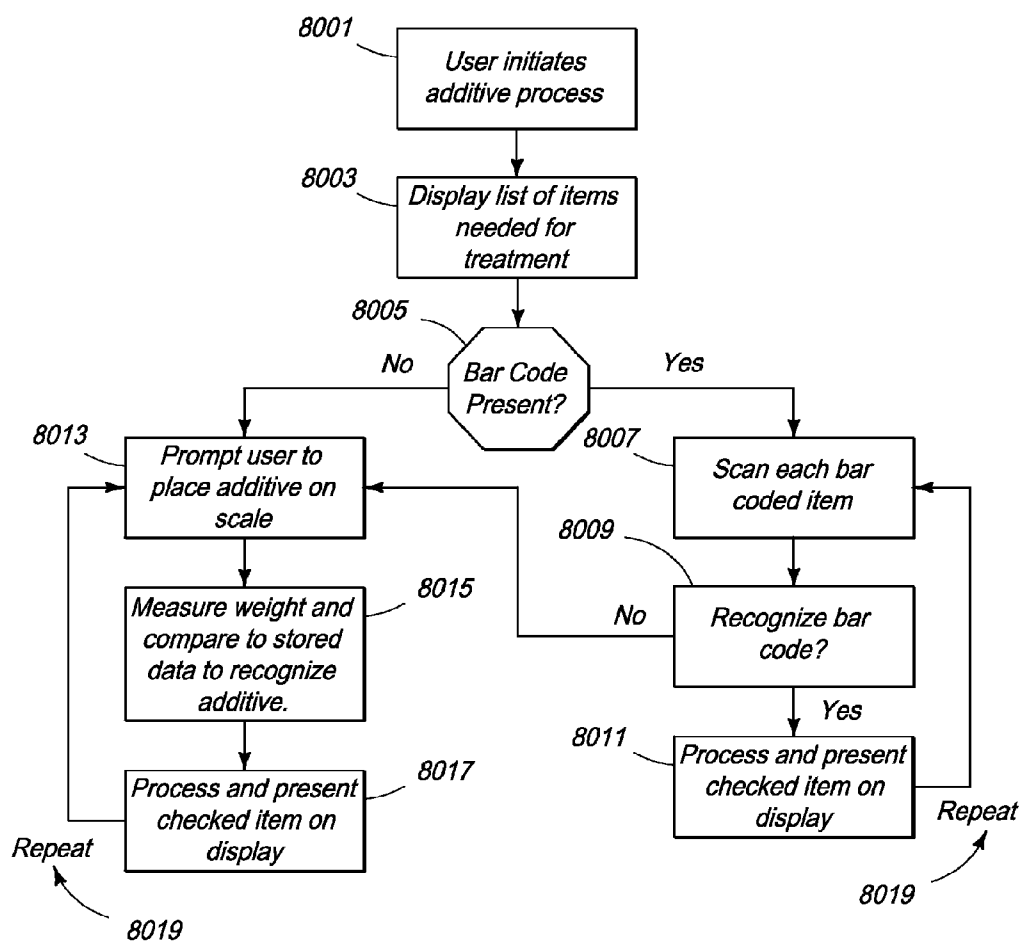 8001
User initiates
additive process
8003
Display list of items
needed for
treatment
8005
Bar Code
Present?
No
Yes
8013
Prompt user to
place additive on
scale
8007
Scan each bar
coded item
8009
Recognize bar
code?
No
Yes
8015
Measure weight and
compare to stored
data to recognize
additive.
8011
Process and present
checked item on
display
Repeat
8019
8017
Process and present
checked item on
display
Repeat
8019